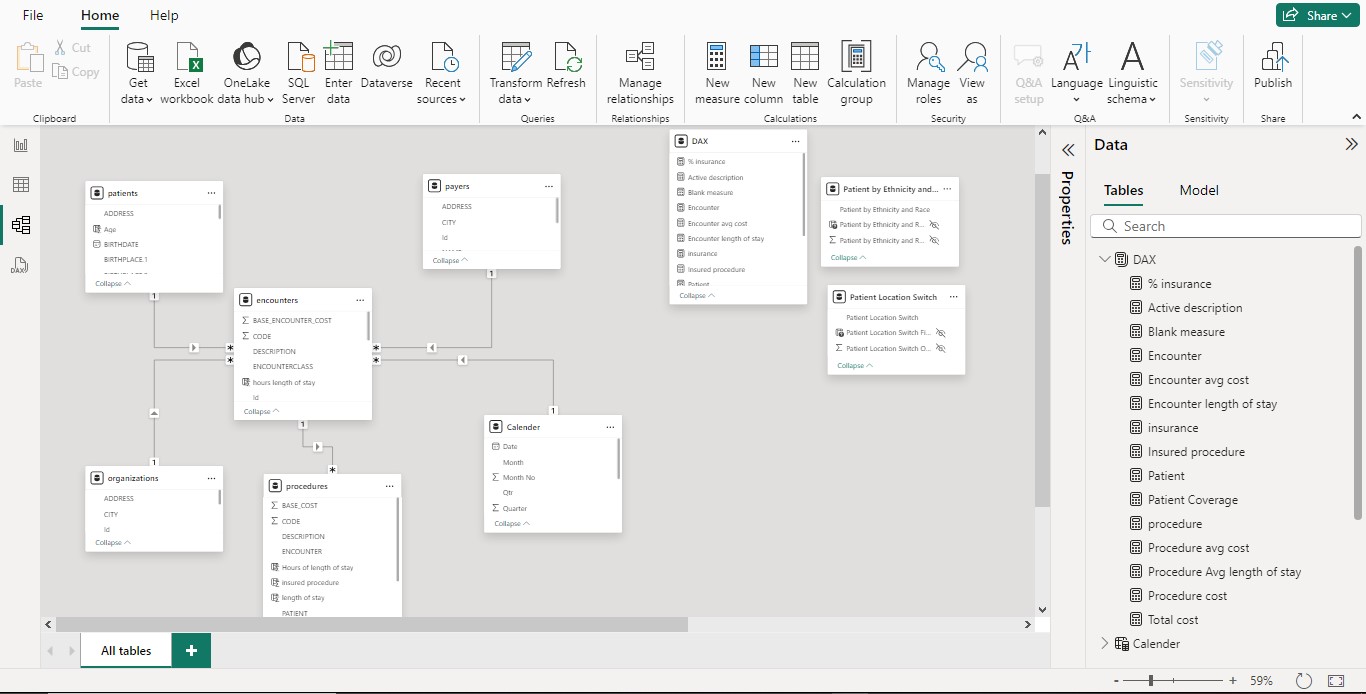 File Home Help
Share
Paste
Cut
Copy
Get data
Excel workbook
OneLake data hub
SQL Server
Enter data
Dataverse
Recent sources
Transform data
Refresh
Manage relationships
New measure
New column
New table
Calculation group
Manage roles
View as
Q&A setup
Language
Linguistic schema
Sensitivity
Publish
Clipboard
Data
Queries
Relationships
Calculations
Security
Q&A
Sensitivity
Share
DAX
patients
ADDRESS
Age
BIRTHDATE
BIRTHPLACE.1
Collapse
1
payers
ADDRESS
CITY
Id
Collapse
1
DAX
% insurance
Active description
Blank measure
Encounter
Encounter avg cost
Encounter length of stay
insurance
Insured procedure
Patient
Collapse
Patient by Ethnicity and...
Patient by Ethnicity and Race
Patient by Ethnicity and R...
Patient by Ethnicity and R...
Collapse
Patient Location Switch
Patient Location Switch
Patient Location Switch Fi...
Patient Location Switch O...
Collapse
encounters
BASE_ENCOUNTER_COST
CODE
DESCRIPTION
ENCOUNTERCLASS
hours length of stay
Id
Collapse
1
*
*
*
*
organizations
ADDRESS
CITY
Id
Collapse
1
procedures
BASE_COST
CODE
DESCRIPTION
ENCOUNTER
Hours of length of stay
insured procedure
length of stay
PATIENT
*
Calender
Date
Month
Month No
Qtr
Quarter
Collapse
1
All tables
+
Properties
Data
Tables Model
Search
DAX
% insurance
Active description
Blank measure
Encounter
Encounter avg cost
Encounter length of stay
insurance
Insured procedure
Patient
Patient Coverage
procedure
Procedure avg cost
Procedure Avg length of stay
Procedure cost
Total cost
Calender
- + 59%